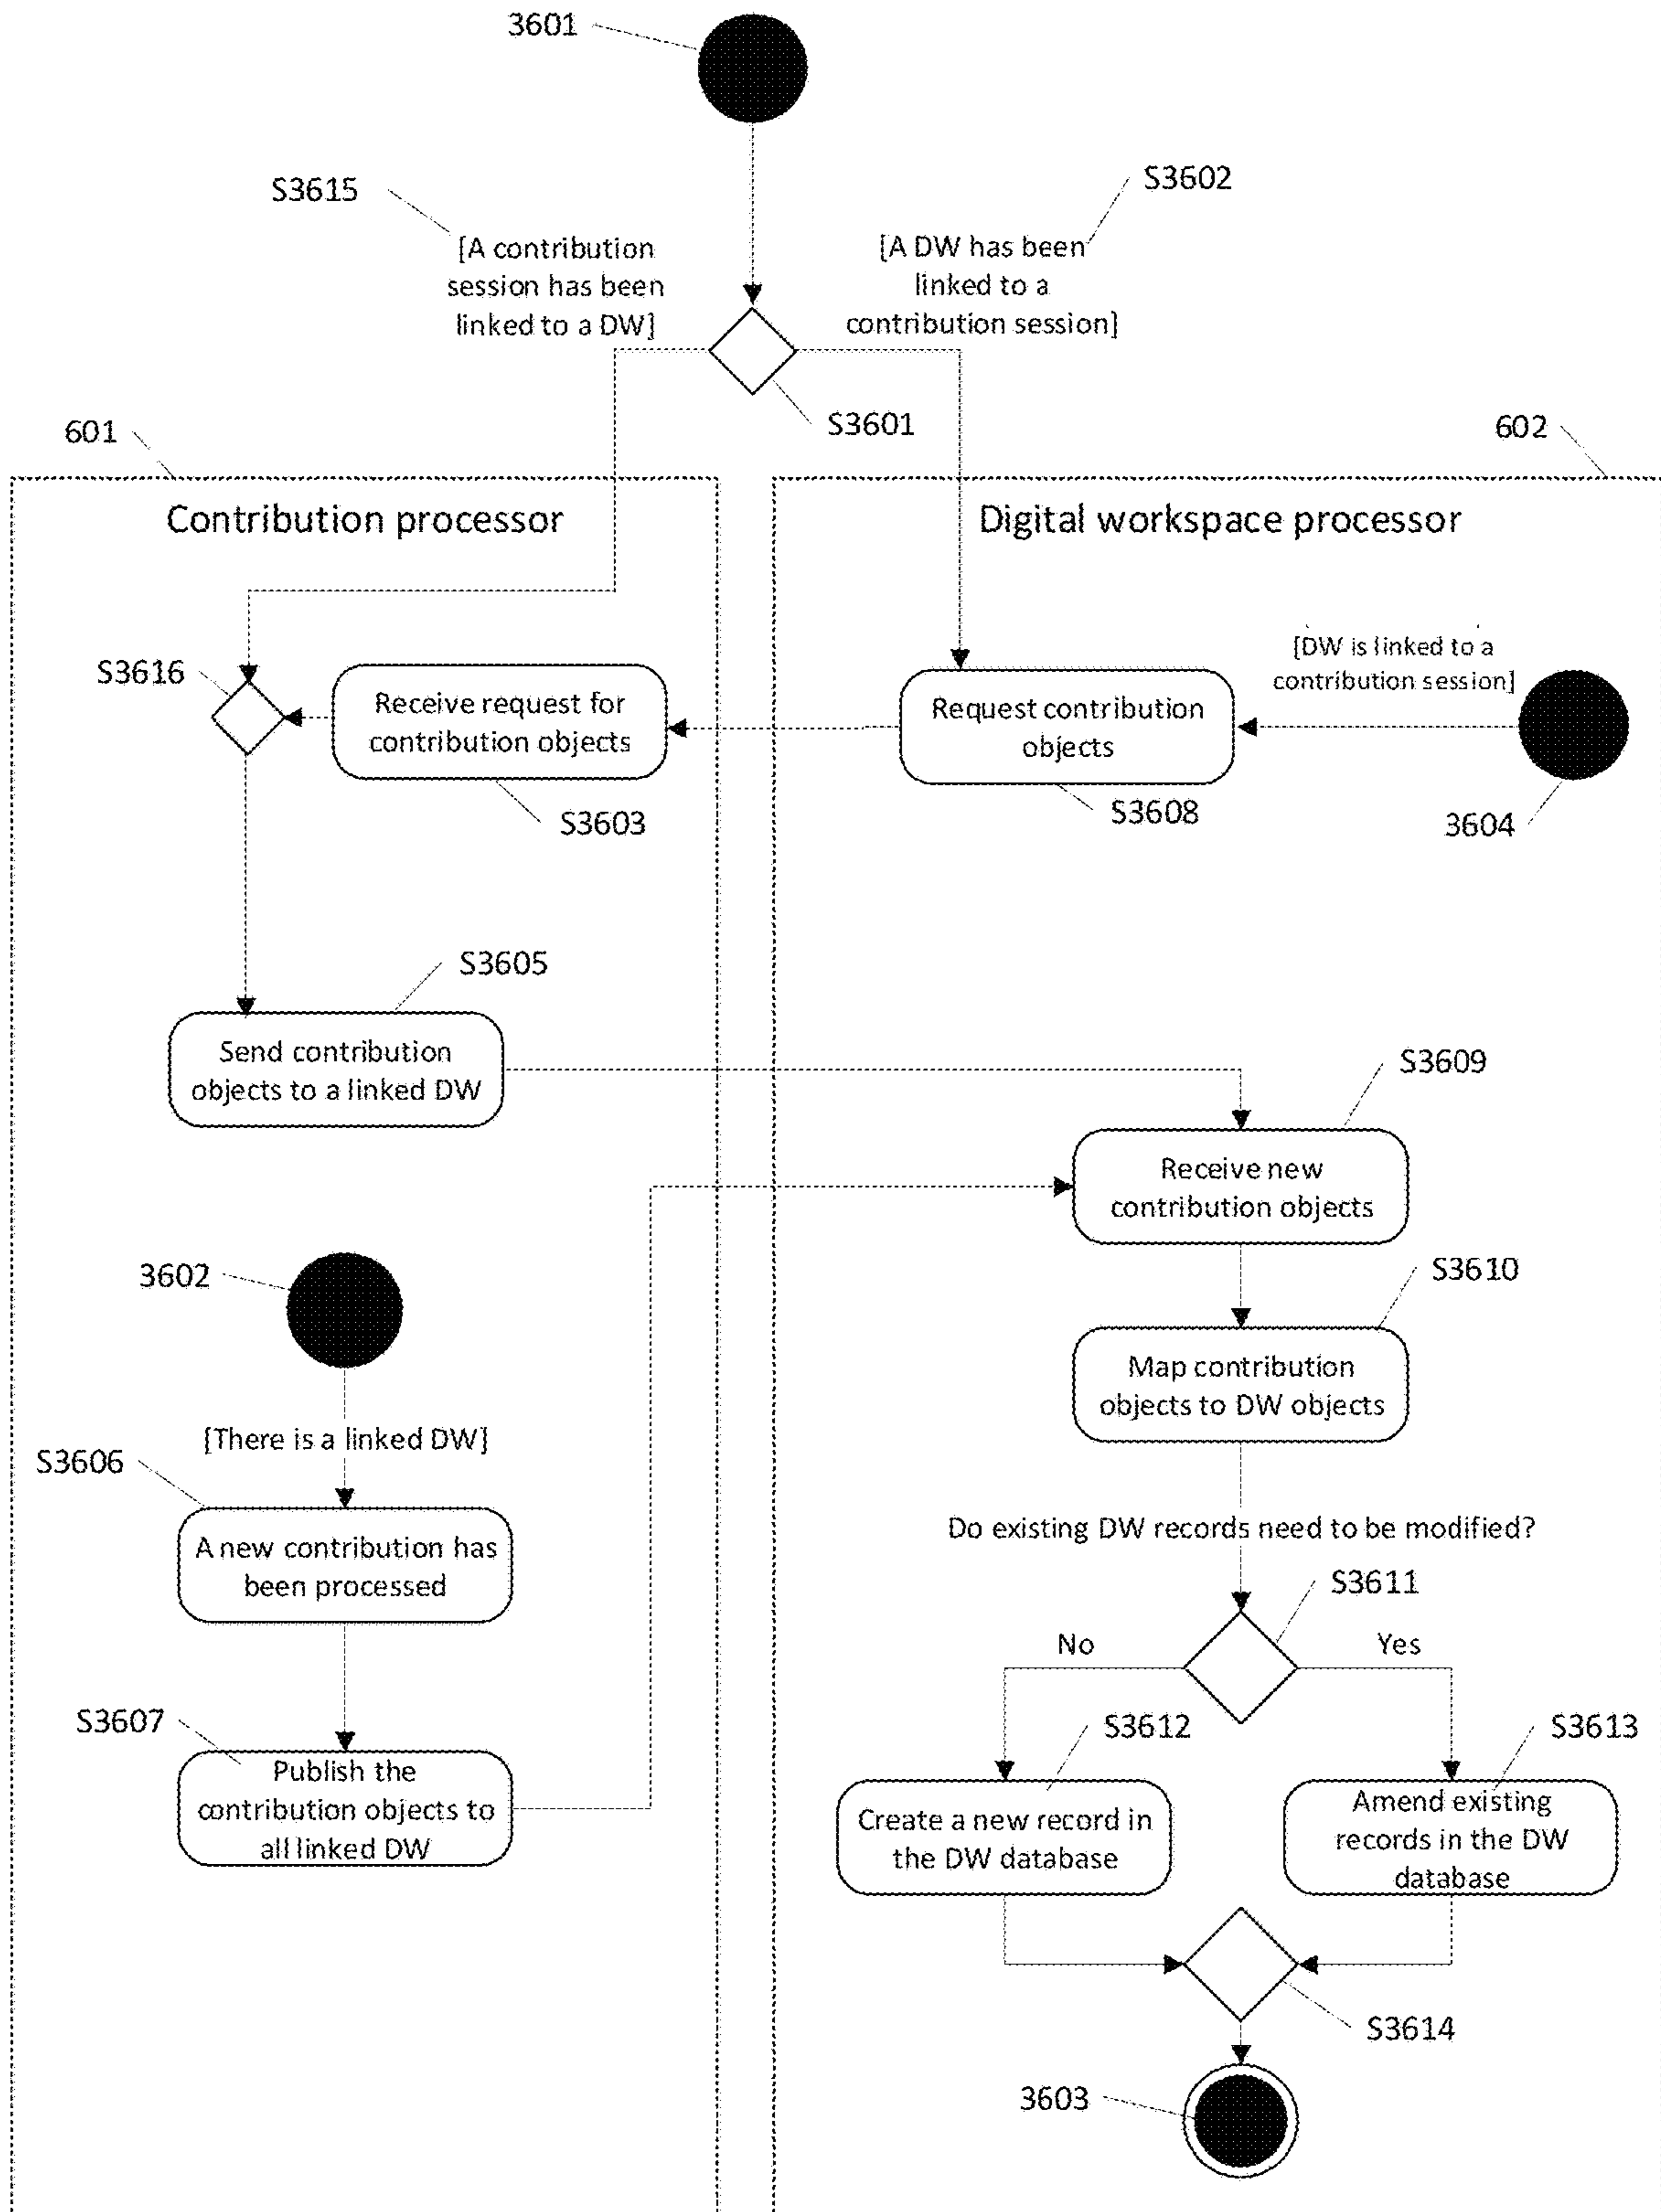 3601
S3615
S3602
[A contribution
session has been
linked to a DW]
[A DW has been
linked to a
contribution session]
S3601
601
602
Contribution processor
Digital workspace processor
S3616
Receive request for
contribution objects
S3603
Request contribution
objects
S3608
[DW is linked to a
contribution session]
3604
S3605
Send contribution
objects to a linked DW
S3609
Receive new
contribution objects
3602
S3610
Map contribution
objects to DW objects
[There is a linked DW]
S3606
A new contribution has
been processed
Do existing DW records need to be modified?
S3611
No
Yes
S3607
Publish the
contribution objects to
all linked DW
S3612
Create a new record in
the DW database
S3613
Amend existing
records in the DW
database
S3614
3603